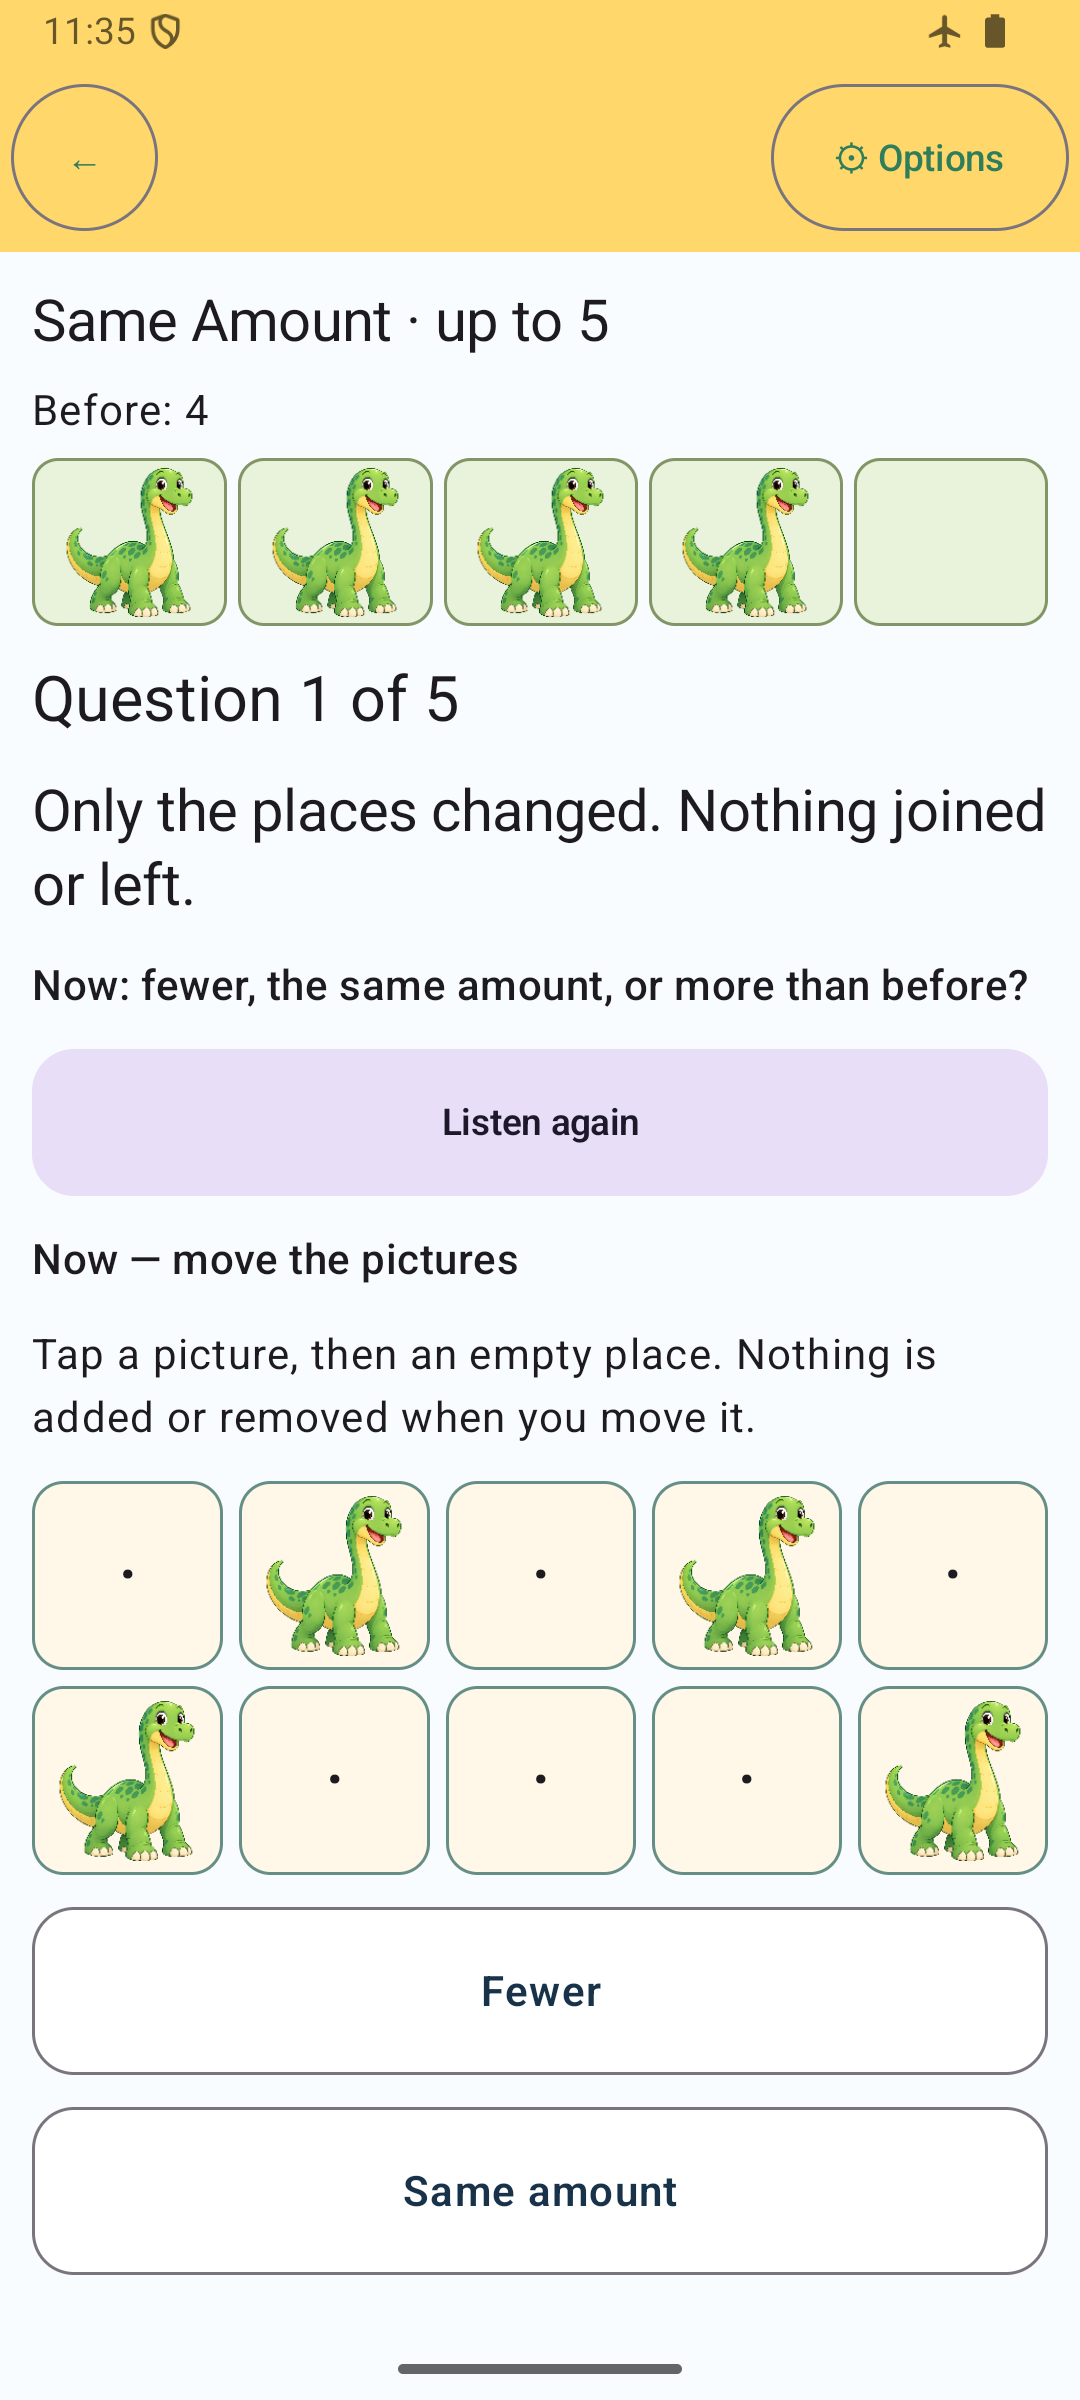 11:35
←
Options
Same Amount · up to 5
Before: 4
Question 1 of 5
Only the places changed. Nothing joined
or left.
Now: fewer, the same amount, or more than before?
Listen again
Now — move the pictures
Tap a picture, then an empty place. Nothing is
added or removed when you move it.
Fewer
Same amount